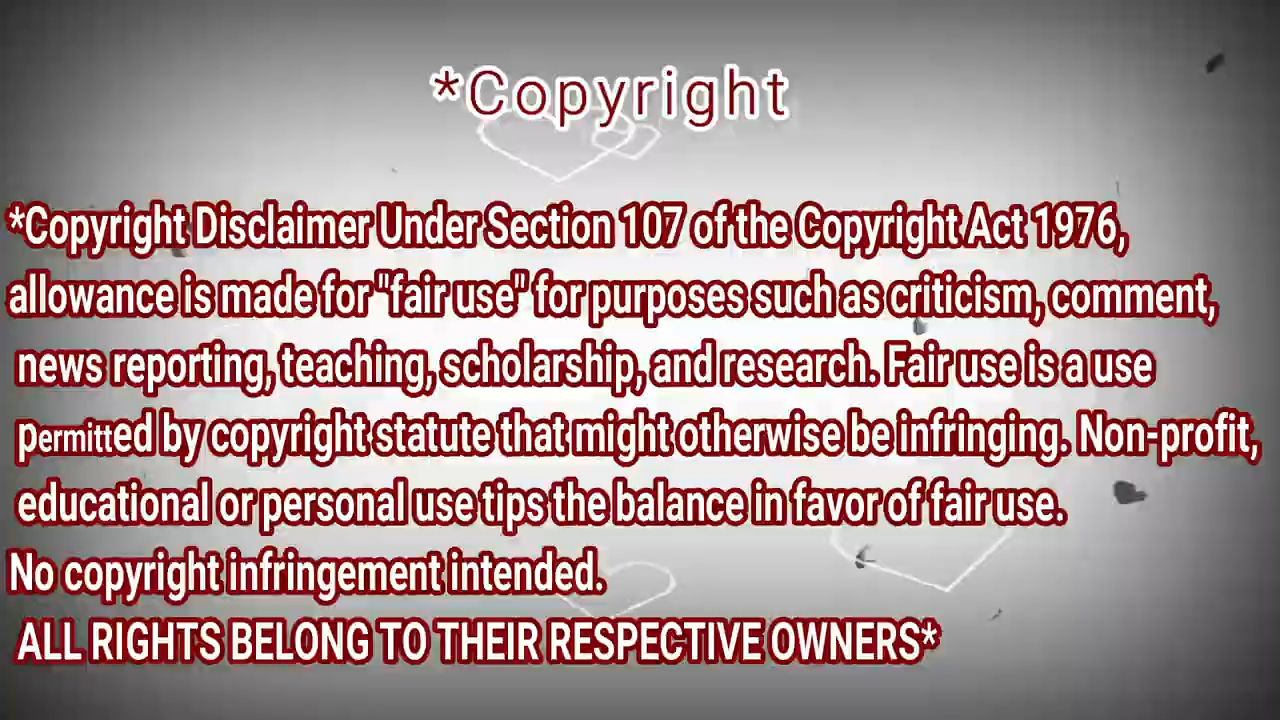 *Copyright
*Copyright Disclaimer Under Section 107 of the Copyright Act 1976,
allowance is made for "fair use" for purposes such as criticism, comment,
news reporting, teaching, scholarship, and research. Fair use is a use
permitted by copyright statute that might otherwise be infringing. Non-profit,
educational or personal use tips the balance in favor of fair use.
No copyright infringement intended.
ALL RIGHTS BELONG TO THEIR RESPECTIVE OWNERS*